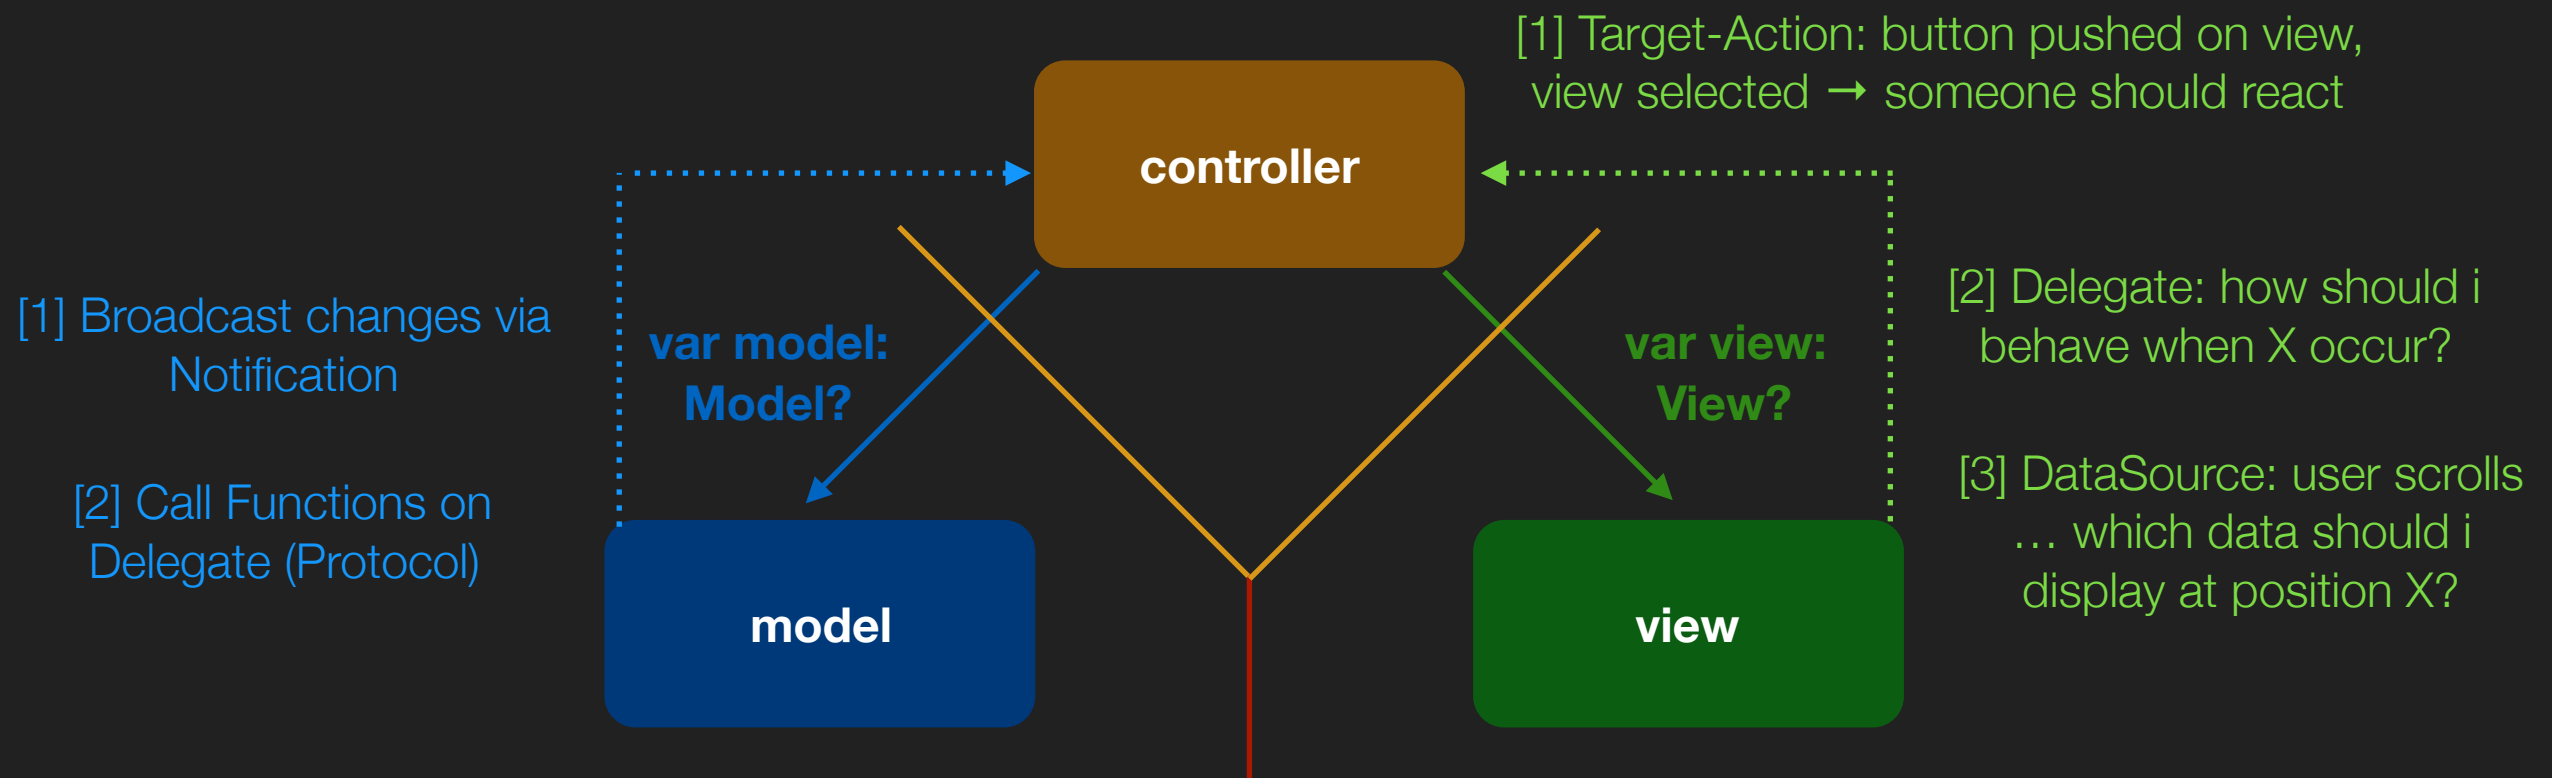 [1] Target-Action: button pushed on view,
view selected → someone should react
controller
[1] Broadcast changes via
Notification
[2] Call Functions on
Delegate (Protocol)
var model:
Model?
var view:
View?
[2] Delegate: how should i
behave when X occur?
[3] DataSource: user scrolls
… which data should i
display at position X?
model
view